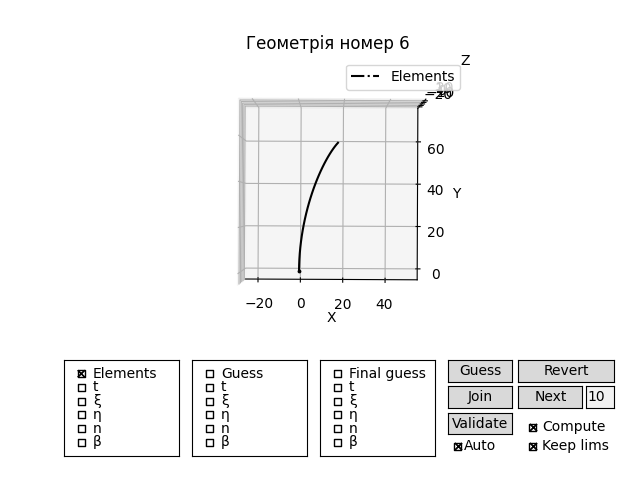 Геометрія номер 6
Z
Elements
−20
60
40
Y
20
0
−20 0 20 40
X
Elements
t
ξ
η
n
β
Guess
t
ξ
η
n
β
Final guess
t
ξ
η
n
β
Guess Revert
Join Next 10
Validate Compute
Auto Keep lims